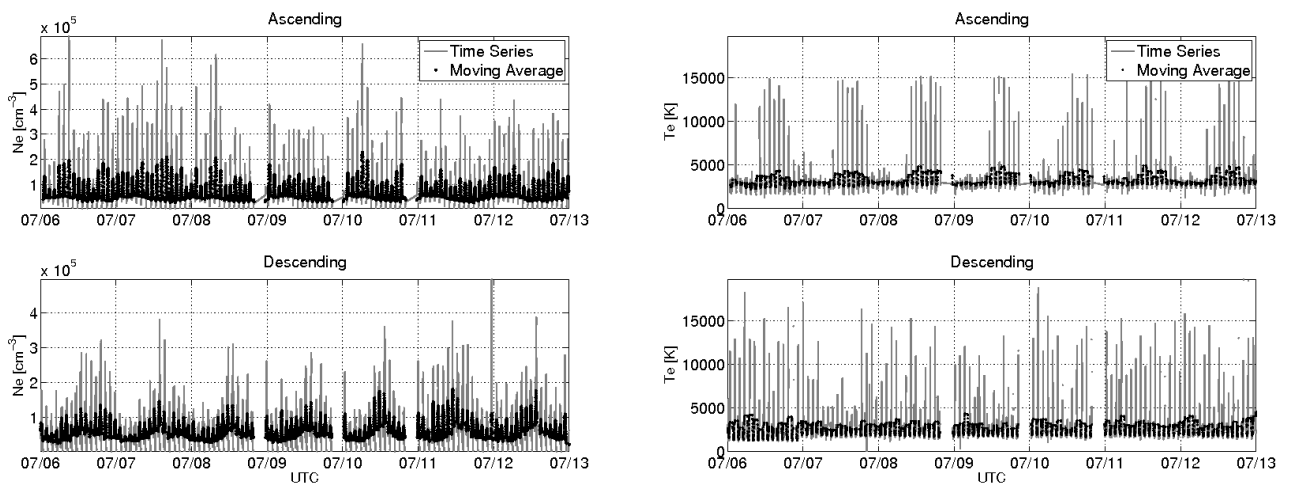 Ascending
x 10⁵
Time Series
Moving Average
Ne [cm⁻³]
6
5
4
3
2
1
07/06 07/07 07/08 07/09 07/10 07/11 07/12 07/13
Ascending
Time Series
Moving Average
Te [K]
15000
10000
5000
0
07/06 07/07 07/08 07/09 07/10 07/11 07/12 07/13
Descending
x 10⁵
Ne [cm⁻³]
4
3
2
1
07/06 07/07 07/08 07/09 07/10 07/11 07/12 07/13
UTC
Descending
Te [K]
15000
10000
5000
0
07/06 07/07 07/08 07/09 07/10 07/11 07/12 07/13
UTC